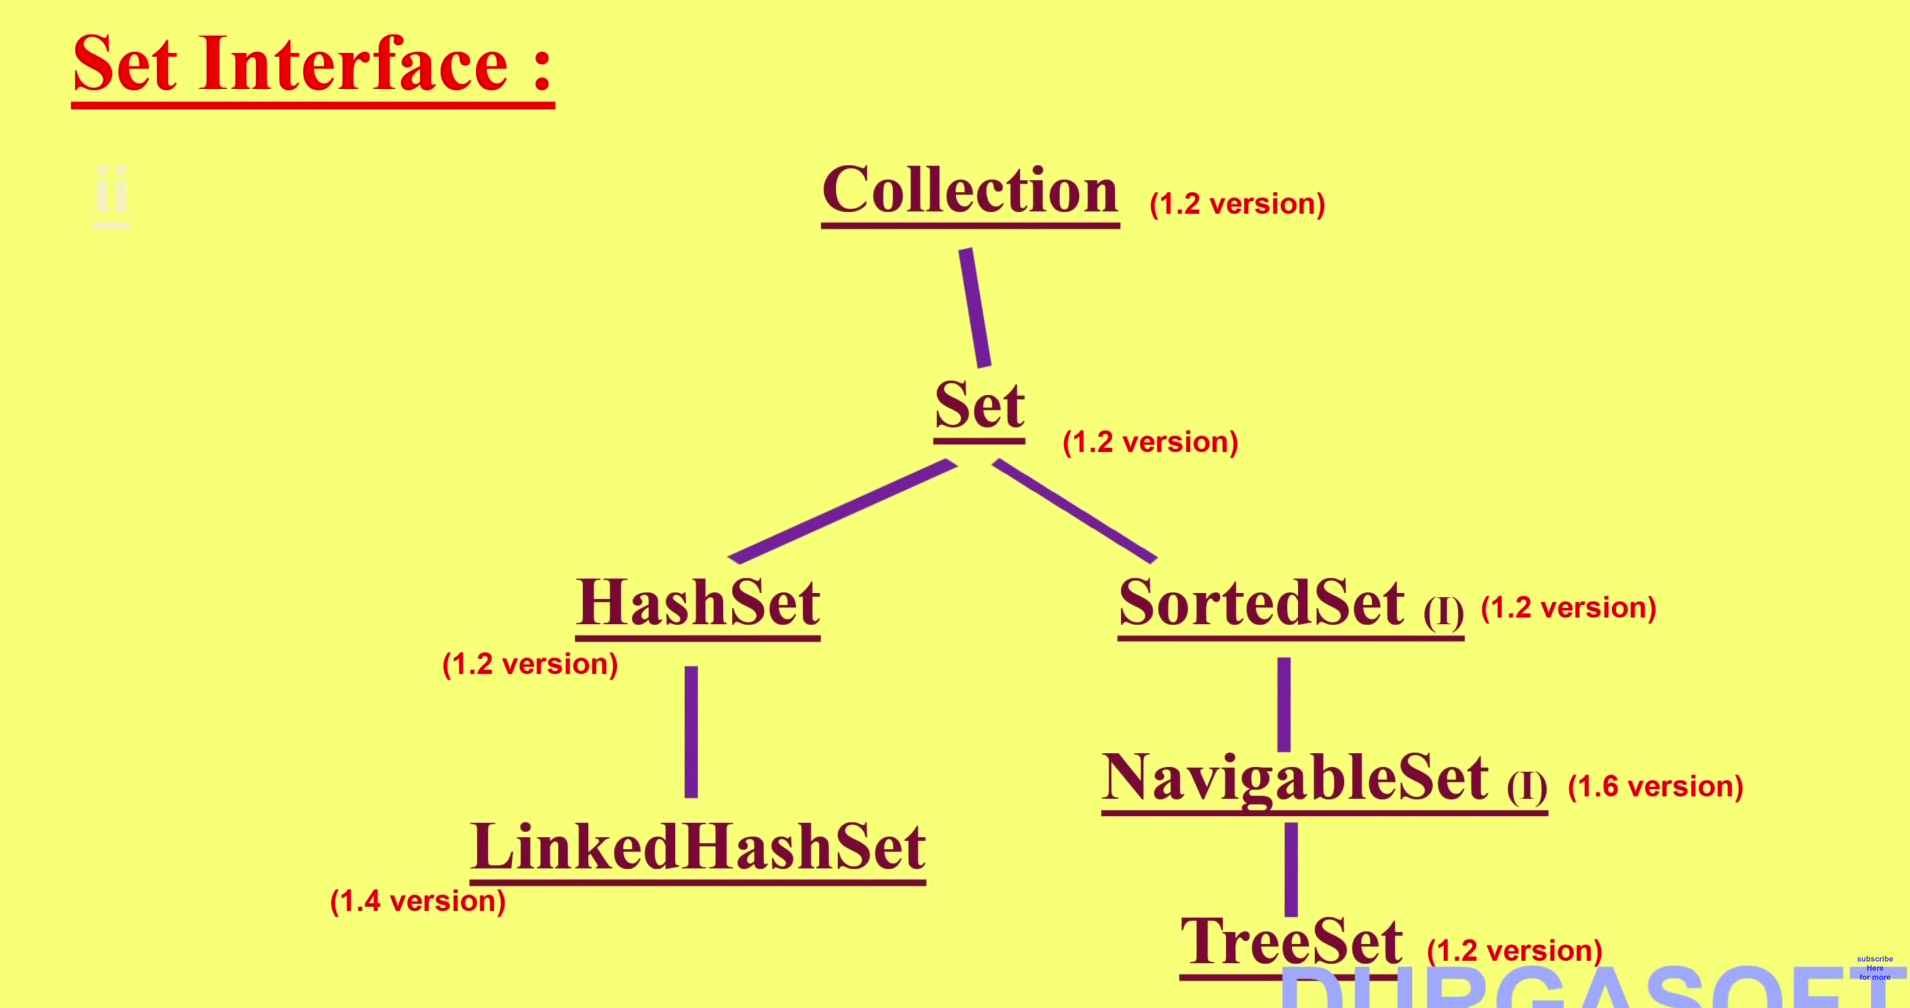 Set Interface :
ii
Collection (1.2 version)
Set (1.2 version)
HashSet (1.2 version)
SortedSet (I) (1.2 version)
NavigableSet (I) (1.6 version)
LinkedHashSet (1.4 version)
TreeSet (1.2 version)
DURGASOFT
subscribe
Here
for more